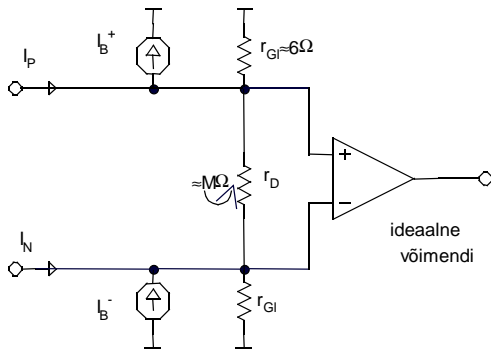 I_B^+
r_GI≈6Ω
I_P
+
≈MΩ
r_D
−
I_N
ideaalne
võimendi
I_B^-
r_GI